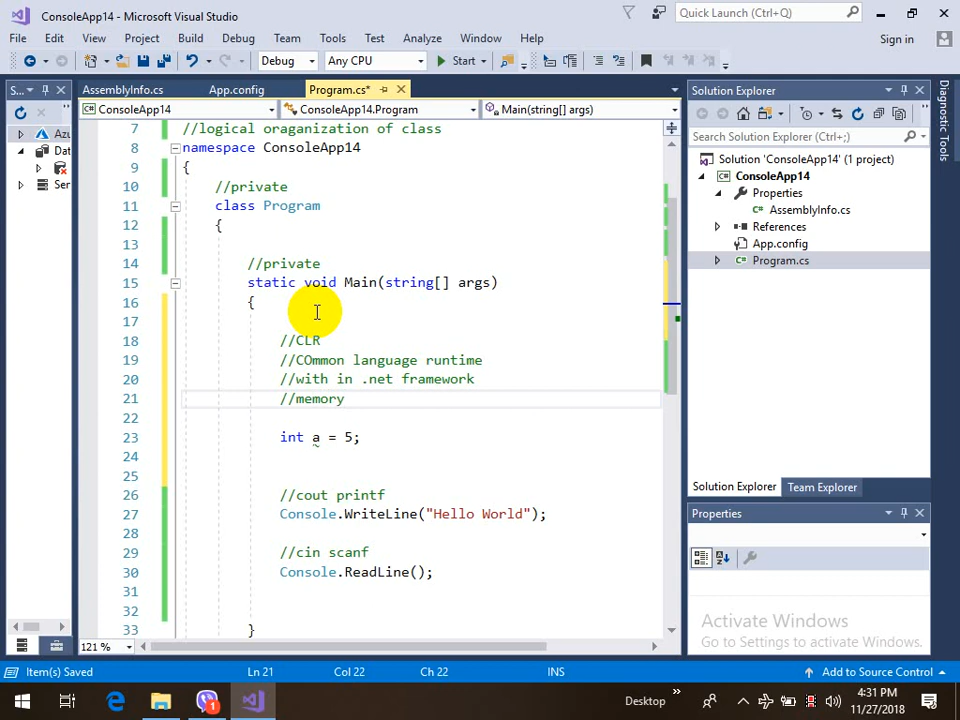 ConsoleApp14 - Microsoft Visual Studio
Quick Launch (Ctrl+Q)
File Edit View Project Build Debug Team Tools Test Analyze Window Help
Sign in
Debug Any CPU Start
S... AssemblyInfo.cs App.config Program.cs*
ConsoleApp14 ConsoleApp14.Program Main(string[] args)
Azu
Dat
Ser
7 //logical oraganization of class
8 namespace ConsoleApp14
9 {
10 //private
11 class Program
12 {
13
14 //private
15 static void Main(string[] args)
16 {
17
18 //CLR
19 //COmmon language runtime
20 //with in .net framework
21 //memory
22
23 int a = 5;
24
25
26 //cout printf
27 Console.WriteLine("Hello World");
28
29 //cin scanf
30 Console.ReadLine();
31
32
33 }
121 %
Solution Explorer
Search Solution Explorer (Ctrl+;)
Solution 'ConsoleApp14' (1 project)
ConsoleApp14
Properties
AssemblyInfo.cs
References
App.config
Program.cs
Solution Explorer Team Explorer
Properties
Diagnostic Tools
Activate Windows
Go to Settings to activate Windows.
Item(s) Saved Ln 21 Col 22 Ch 22 INS Add to Source Control
1 Desktop 4:31 PM
11/27/2018